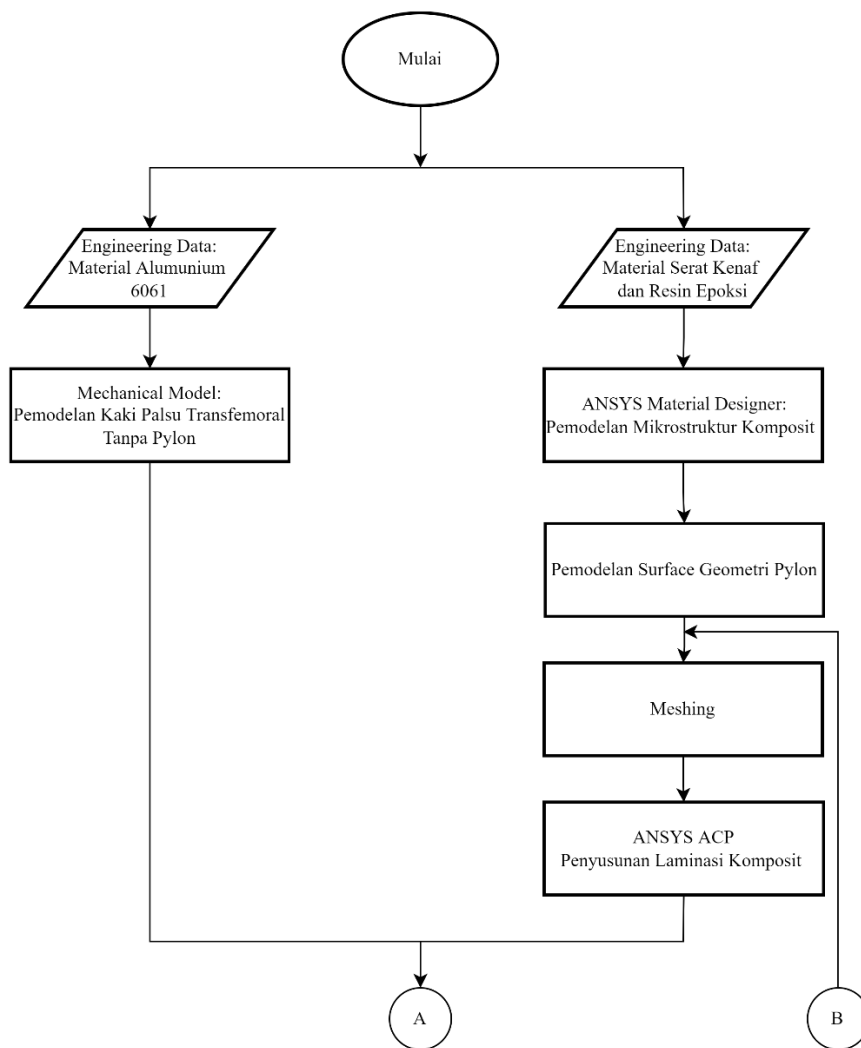 Mulai
Engineering Data:
Material Alumunium
6061
Engineering Data:
Material Serat Kenaf
dan Resin Epoksi
Mechanical Model:
Pemodelan Kaki Palsu Transfemoral
Tanpa Pylon
ANSYS Material Designer:
Pemodelan Mikrostruktur Komposit
Pemodelan Surface Geometri Pylon
Meshing
ANSYS ACP
Penyusunan Laminasi Komposit
A
B